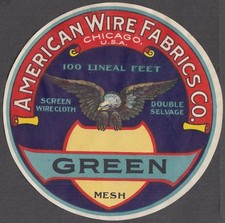 AMERICAN WIRE FABRICS CO.
CHICAGO,
U.S.A.
100 LINEAL FEET
SCREEN
WIRECLOTH
DOUBLE
SELVAGE
GREEN
MESH